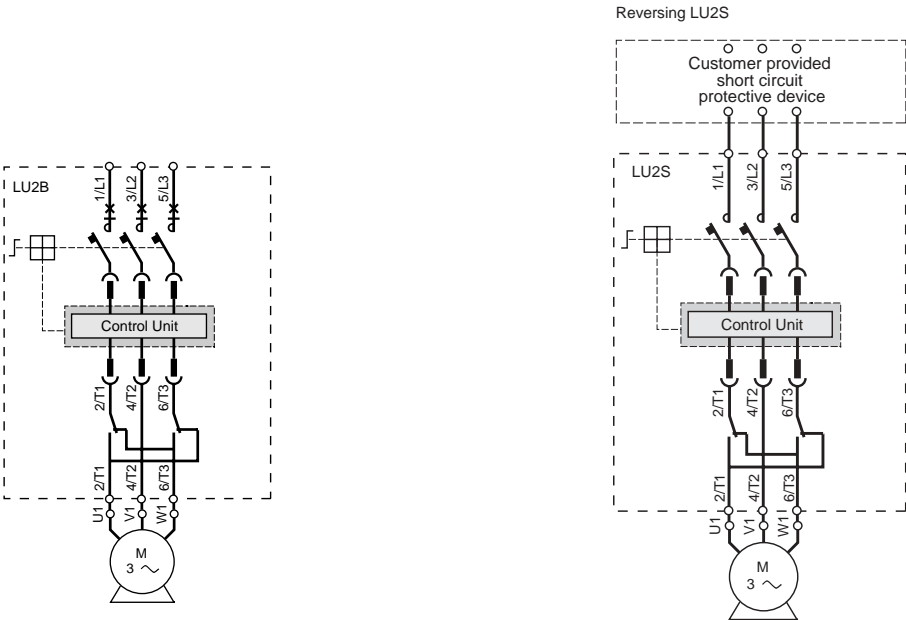 Reversing LU2S
Customer provided
short circuit
protective device
LU2B
1/L1
3/L2
5/L3
Control Unit
2/T1
4/T2
6/T3
2/T1
4/T2
6/T3
U1
V1
W1
M
3
LU2S
1/L1
3/L2
5/L3
Control Unit
2/T1
4/T2
6/T3
2/T1
4/T2
6/T3
U1
V1
W1
M
3